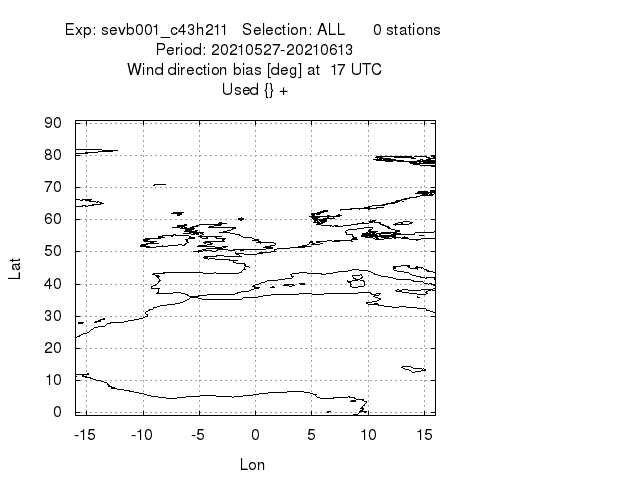 Exp: sevb001_c43h211   Selection: ALL      0 stations
Period: 20210527-20210613
Wind direction bias [deg] at  17 UTC
Used {} +
90
80
70
60
50
40
30
20
10
0
Lat
-15 -10 -5 0 5 10 15
Lon